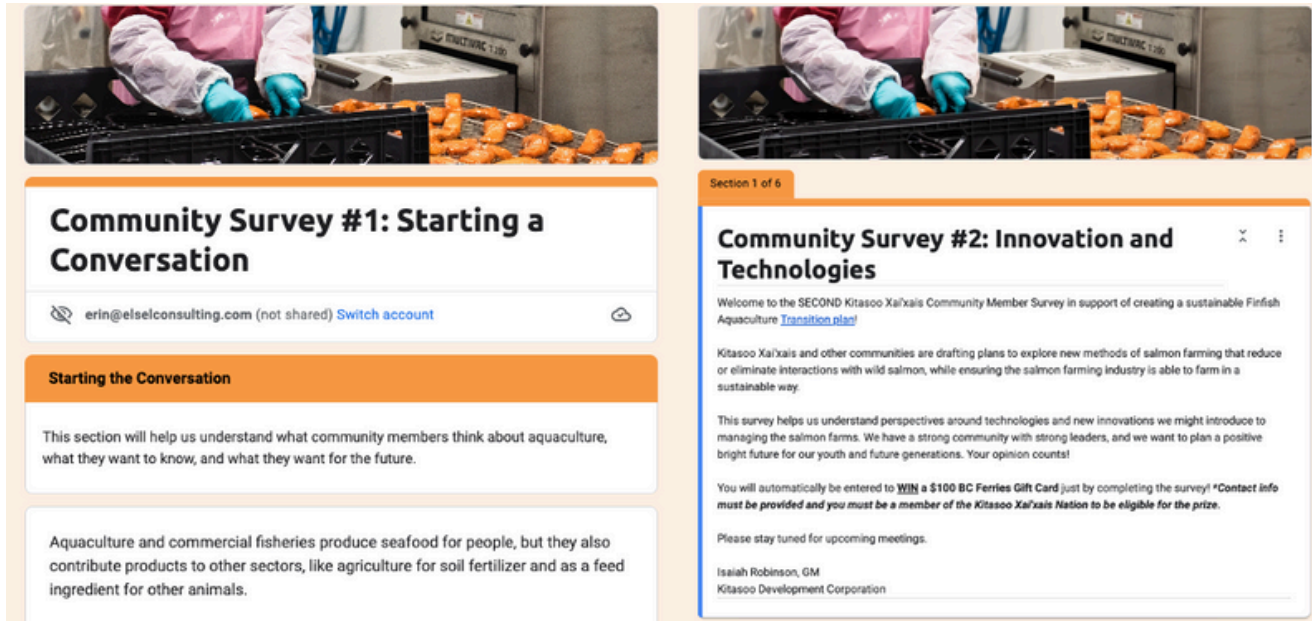 MULTIVAC T200
Community Survey #1: Starting a
Conversation
erin@elselconsulting.com (not shared) Switch account
Starting the Conversation
This section will help us understand what community members think about aquaculture,
what they want to know, and what they want for the future.
Aquaculture and commercial fisheries produce seafood for people, but they also
contribute products to other sectors, like agriculture for soil fertilizer and as a feed
ingredient for other animals.
MULTIVAC T200
Section 1 of 6
Community Survey #2: Innovation and
Technologies
Welcome to the SECOND Kitasoo Xai'xais Community Member Survey in support of creating a sustainable Finfish
Aquaculture Transition plan!
Kitasoo Xai'xais and other communities are drafting plans to explore new methods of salmon farming that reduce
or eliminate interactions with wild salmon, while ensuring the salmon farming industry is able to farm in a
sustainable way.
This survey helps us understand perspectives around technologies and new innovations we might introduce to
managing the salmon farms. We have a strong community with strong leaders, and we want to plan a positive
bright future for our youth and future generations. Your opinion counts!
You will automatically be entered to WIN a $100 BC Ferries Gift Card just by completing the survey! *Contact info
must be provided and you must be a member of the Kitasoo Xai'xais Nation to be eligible for the prize.
Please stay tuned for upcoming meetings.
Isaiah Robinson, GM
Kitasoo Development Corporation